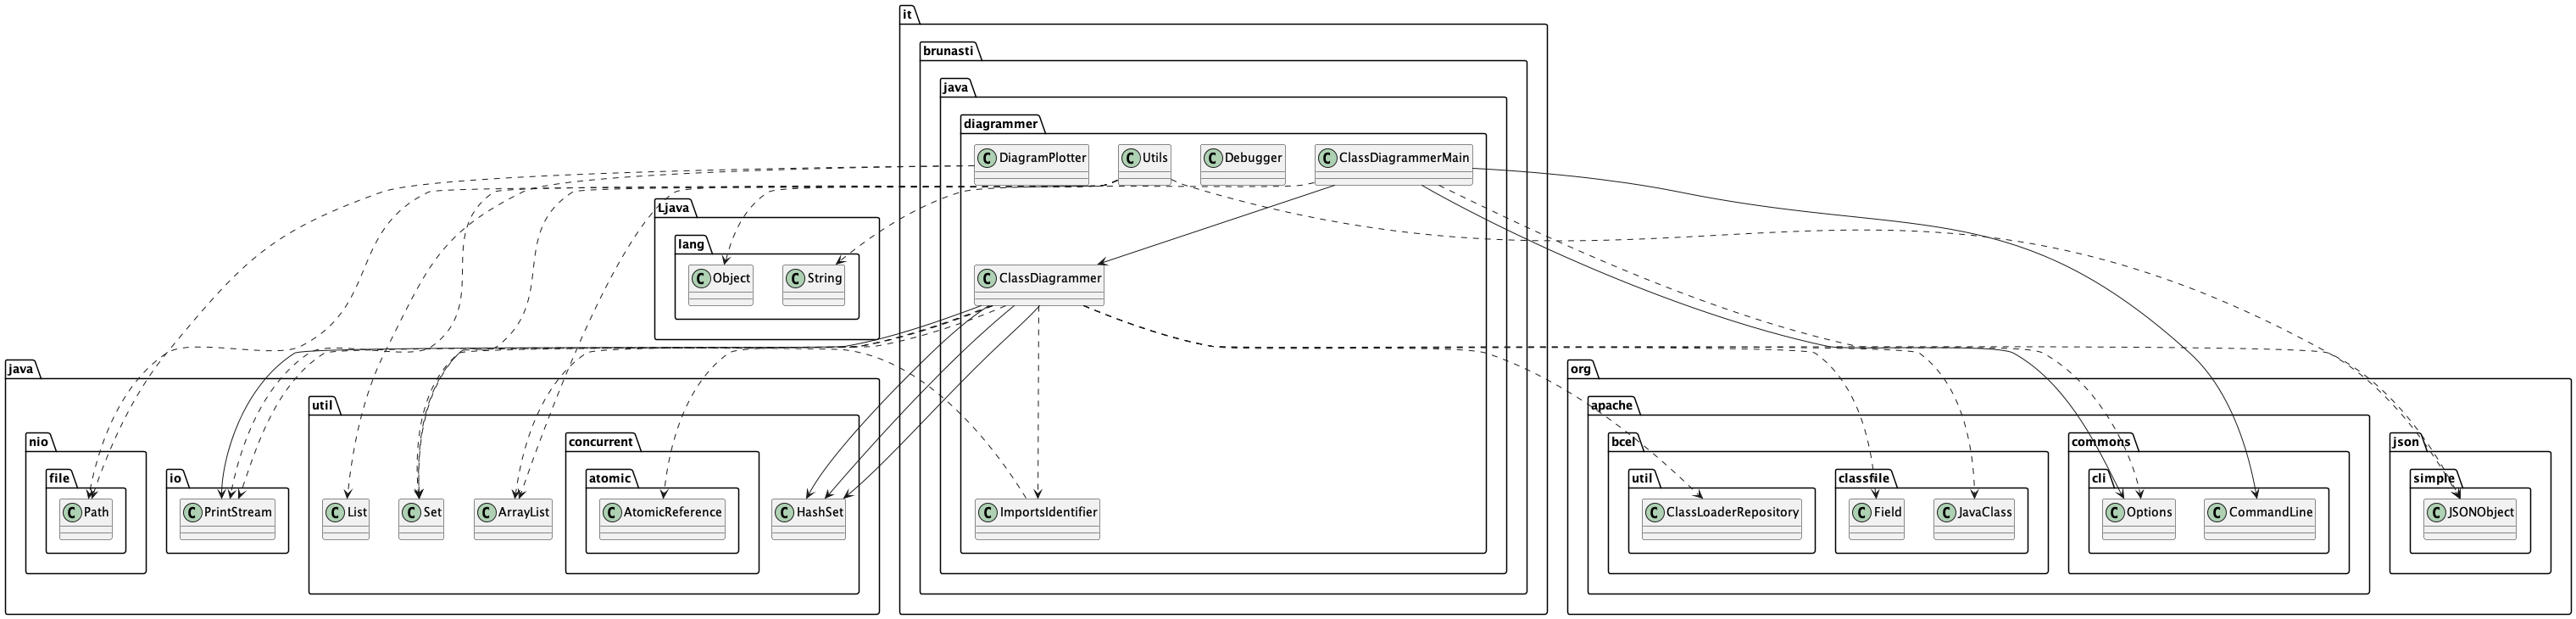 it
brunasti
java
diagrammer
C DiagramPlotter
C Utils
C Debugger
C ClassDiagrammerMain
Ljava
lang
C Object
C String
C ClassDiagrammer
java
util
nio
file
C Path
io
C PrintStream
C List
C Set
C ArrayList
concurrent
atomic
C AtomicReference
C HashSet
C ImportsIdentifier
org
apache
bcel
util
C ClassLoaderRepository
classfile
C Field
C JavaClass
commons
cli
C Options
C CommandLine
json
simple
C JSONObject